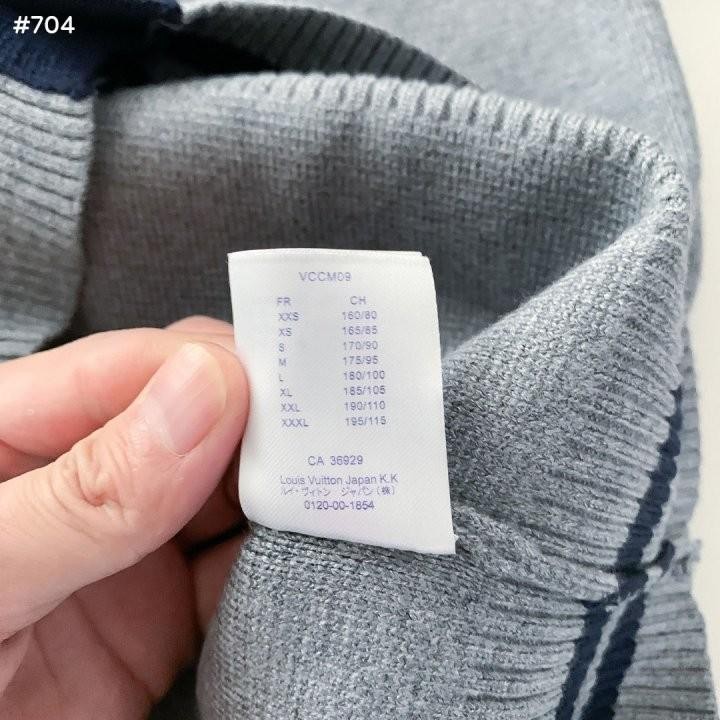 #704
VCCM09
FR CH
XXS 160/80
XS 165/85
S 170/90
M 175/95
L 180/100
XL 185/105
XXL 190/110
XXXL 195/115
CA 36929
Louis Vuitton Japan K.K
ルイ・ヴィトン ジャパン(株)
0120-00-1854